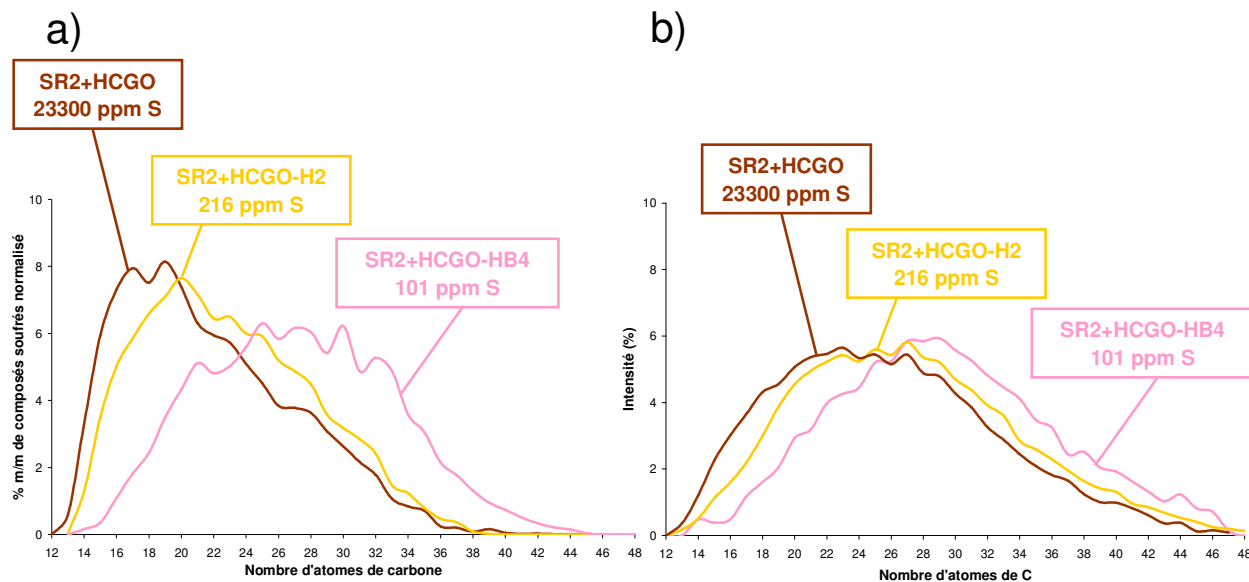 a)
SR2+HCGO
23300 ppm S
SR2+HCGO-H2
216 ppm S
SR2+HCGO-HB4
101 ppm S
% m/m de composés soufrés normalisé
10
8
6
4
2
0
12 14 16 18 20 22 24 26 28 30 32 34 36 38 40 42 44 46 48
Nombre d'atomes de carbone
b)
SR2+HCGO
23300 ppm S
SR2+HCGO-H2
216 ppm S
SR2+HCGO-HB4
101 ppm S
Intensité (%)
10
8
6
4
2
0
12 14 16 18 20 22 24 26 28 30 32 34 36 38 40 42 44 46 48
Nombre d'atomes de C